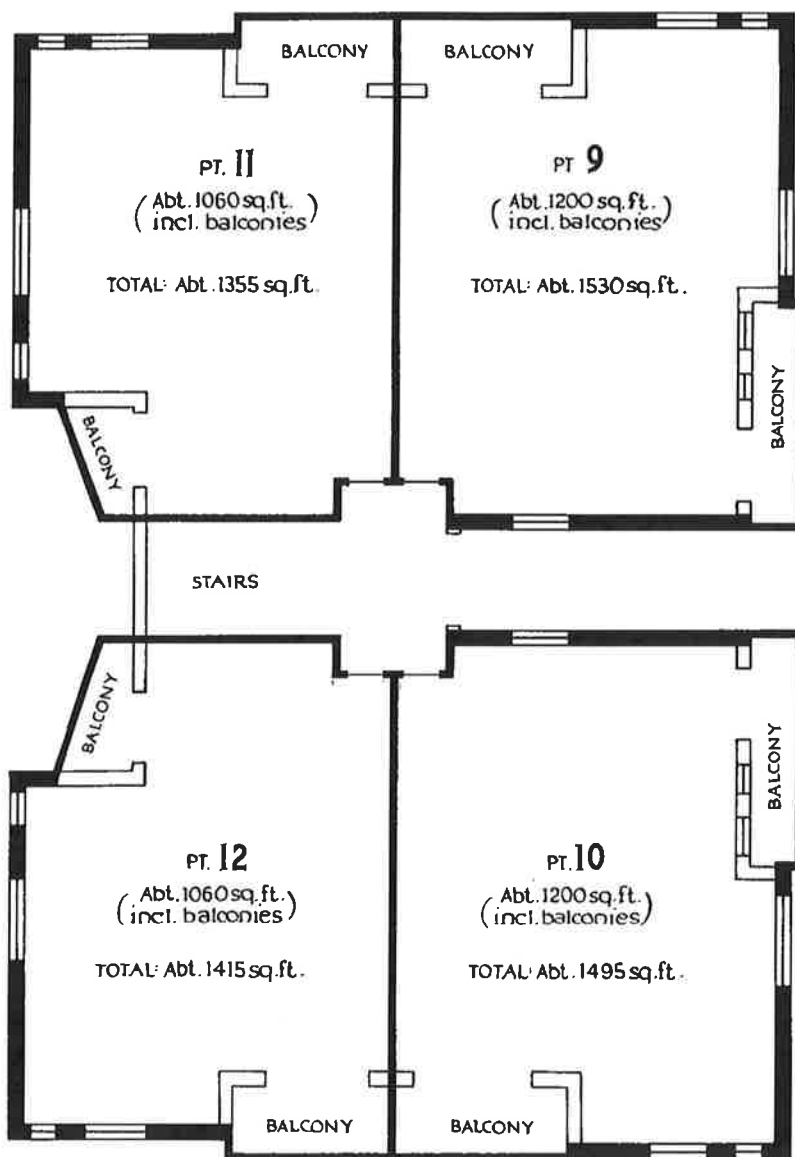 BALCONY
BALCONY
PT. 11
(Abt. 1060 sq.ft.
incl. balconies)
TOTAL: Abt. 1355 sq.ft.
PT 9
(Abt. 1200 sq.ft.
incl. balconies)
TOTAL: Abt. 1530 sq.ft.
BALCONY
BALCONY
STAIRS
BALCONY
BALCONY
PT. 12
(Abt. 1060 sq.ft.
incl. balconies)
TOTAL: Abt. 1415 sq.ft.
PT. 10
(Abt. 1200 sq.ft.
incl. balconies)
TOTAL: Abt. 1495 sq.ft.
BALCONY
BALCONY